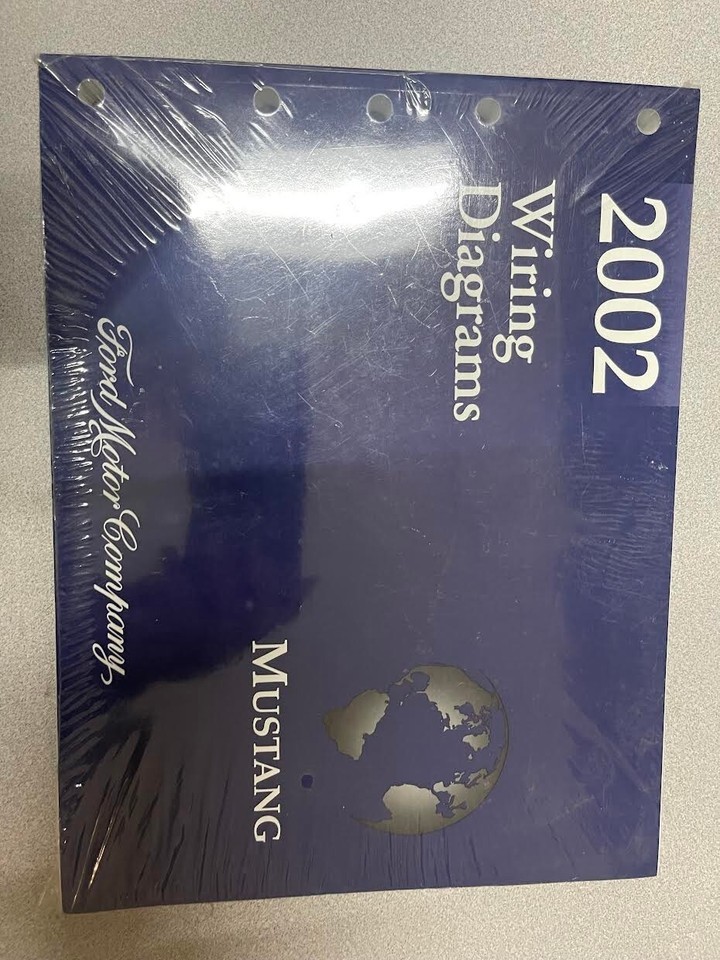 2002
Wiring
Diagrams
MUSTANG
Ford Motor Company